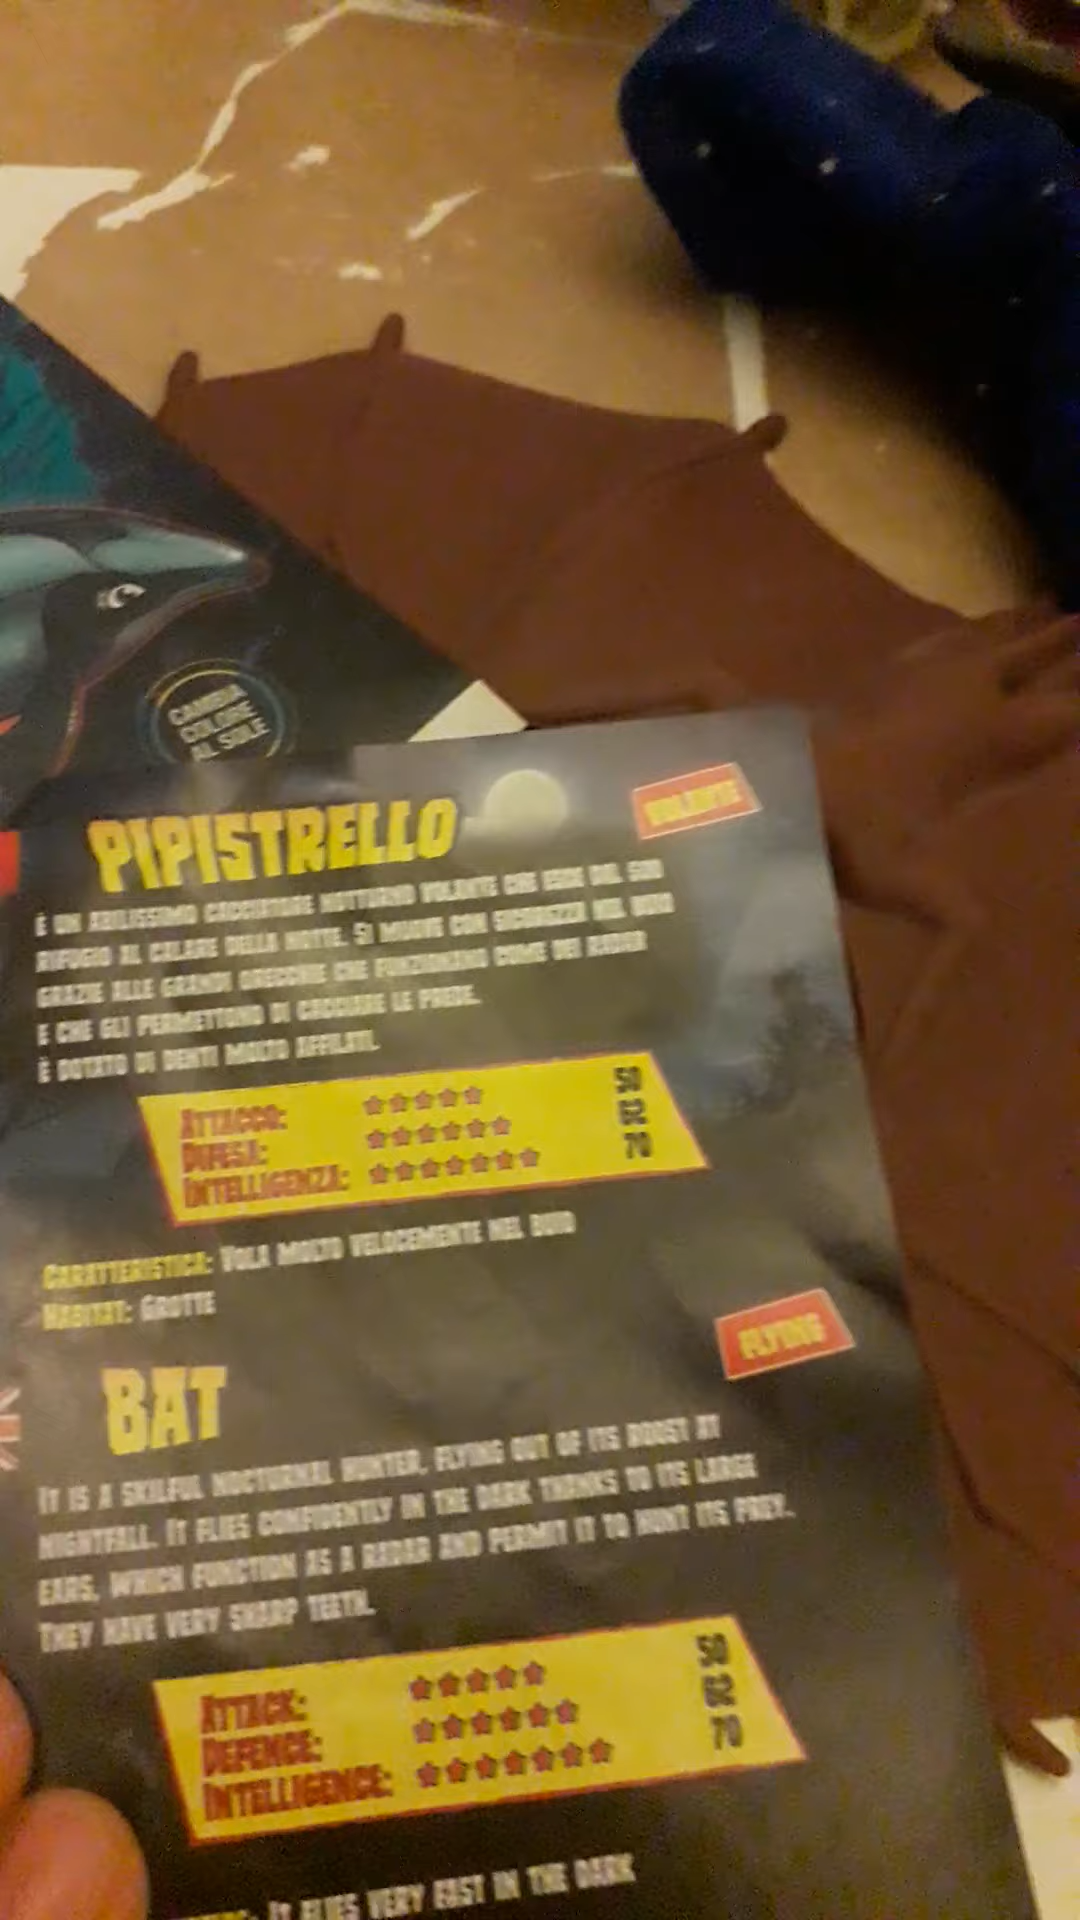 CAMBIA
COLORE
AL SOLE
PIPISTRELLO
VOLANTE
È UN ABILISSIMO CACCIATORE NOTTURNO VOLANTE CHE ESCE DAL SUO
RIFUGIO AL CALARE DELLA NOTTE. SI MUOVE CON SICUREZZA NEL BUIO
GRAZIE ALLE GRANDI ORECCHIE CHE FUNZIONANO COME DEI RADAR
E CHE GLI PERMETTONO DI CACCIARE LE PREDE.
È DOTATO DI DENTI MOLTO AFFILATI.
ATTACCO: ★★★★★ 50
DIFESA: ★★★★★★ 62
INTELLIGENZA: ★★★★★★★ 70
CARATTERISTICA: VOLA MOLTO VELOCEMENTE NEL BUIO
HABITAT: GROTTE
FLYING
BAT
IT IS A SKILFUL NOCTURNAL HUNTER, FLYING OUT OF ITS ROOST AT
NIGHTFALL. IT FLIES CONFIDENTLY IN THE DARK THANKS TO ITS LARGE
EARS, WHICH FUNCTION AS A RADAR AND PERMIT IT TO HUNT ITS PREY.
THEY HAVE VERY SHARP TEETH.
ATTACK: ★★★★★ 50
DEFENCE: ★★★★★★ 62
INTELLIGENCE: ★★★★★★★ 70
IT FLIES VERY FAST IN THE DARK